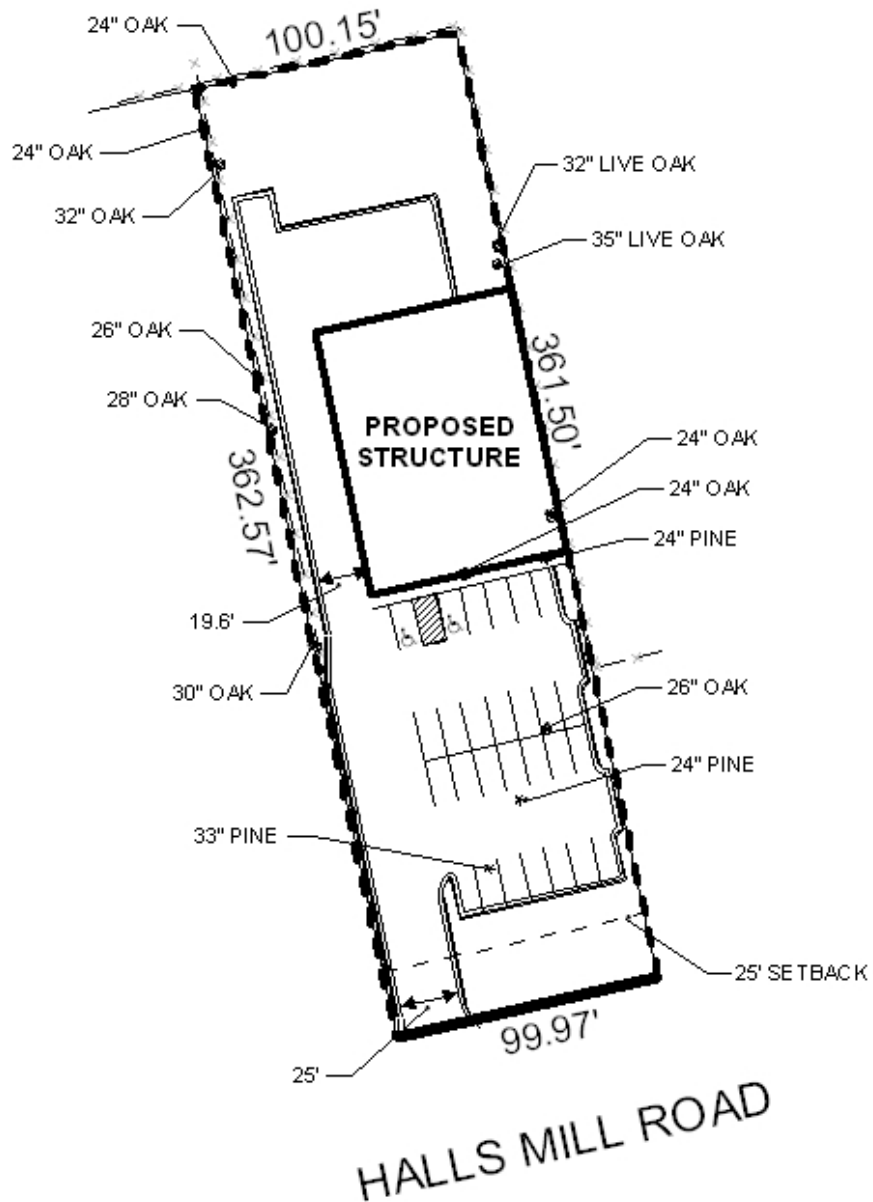 24" OAK
100.15'
24" OAK
32" OAK
32" LIVE OAK
35" LIVE OAK
26" OAK
28" OAK
361.50'
PROPOSED
STRUCTURE
24" OAK
362.57'
24" OAK
24" PINE
19.6'
30" OAK
26" OAK
24" PINE
33" PINE
25' SETBACK
99.97'
25'
HALLS MILL ROAD